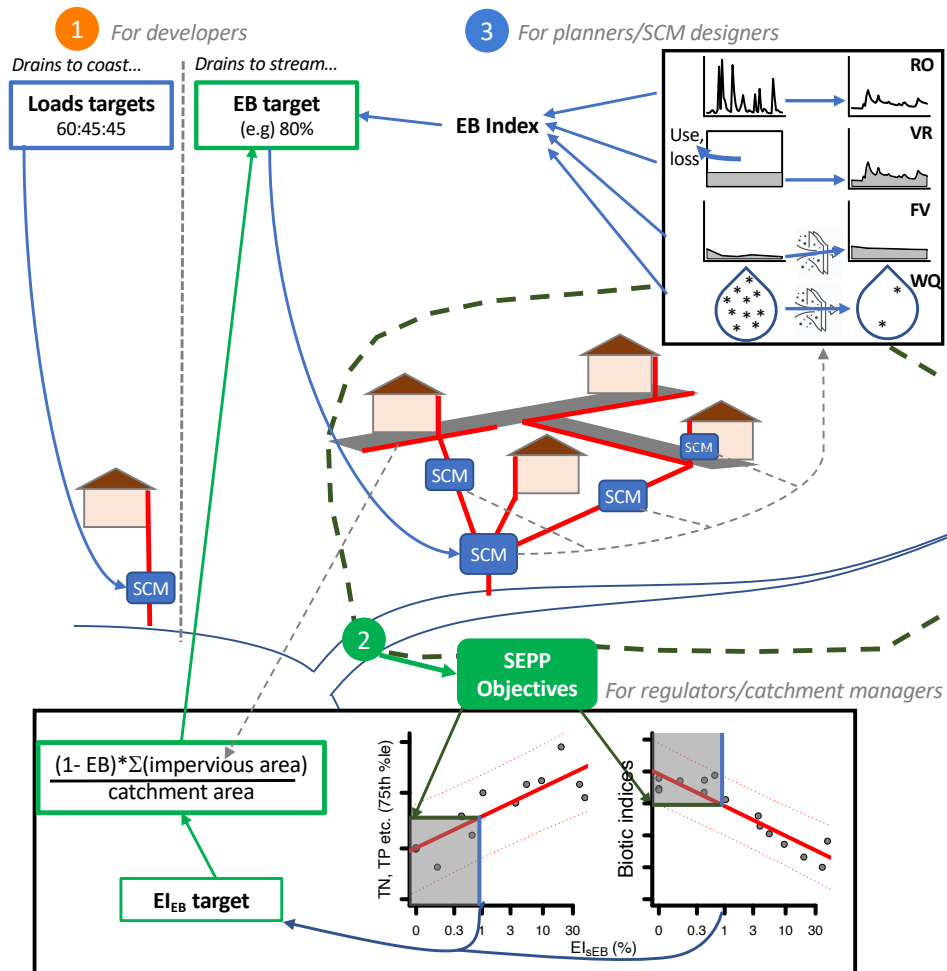 1
For developers
3
For planners/SCM designers
Drains to coast...
Drains to stream...
Loads targets
60:45:45
EB target
(e.g) 80%
EB Index
RO
Use,
loss
VR
FV
WQ
SCM
SCM
SCM
SCM
SCM
2
SEPP
Objectives
For regulators/catchment managers
(1- EB)*Σ(impervious area)
catchment area
EI_EB target
TN, TP etc. (75th %ile)
0 0.3 1 3 10 30
Biotic indices
0 0.3 1 3 10 30
EI_sEB (%)